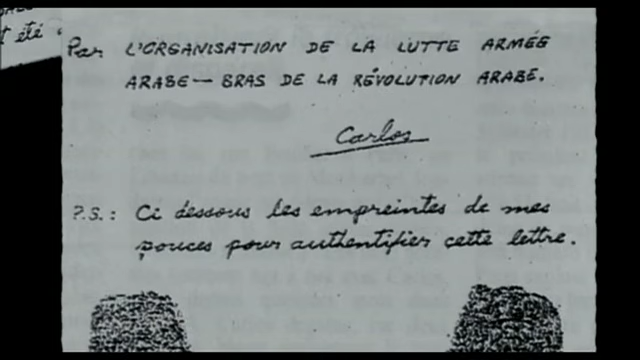 t été
Par L'ORGANISATION DE LA LUTTE ARMÉE
ARABE — BRAS DE LA RÉVOLUTION ARABE.
Carlos
P.S. : Ci dessous les empreintes de mes
pouces pour authentifier cette lettre.